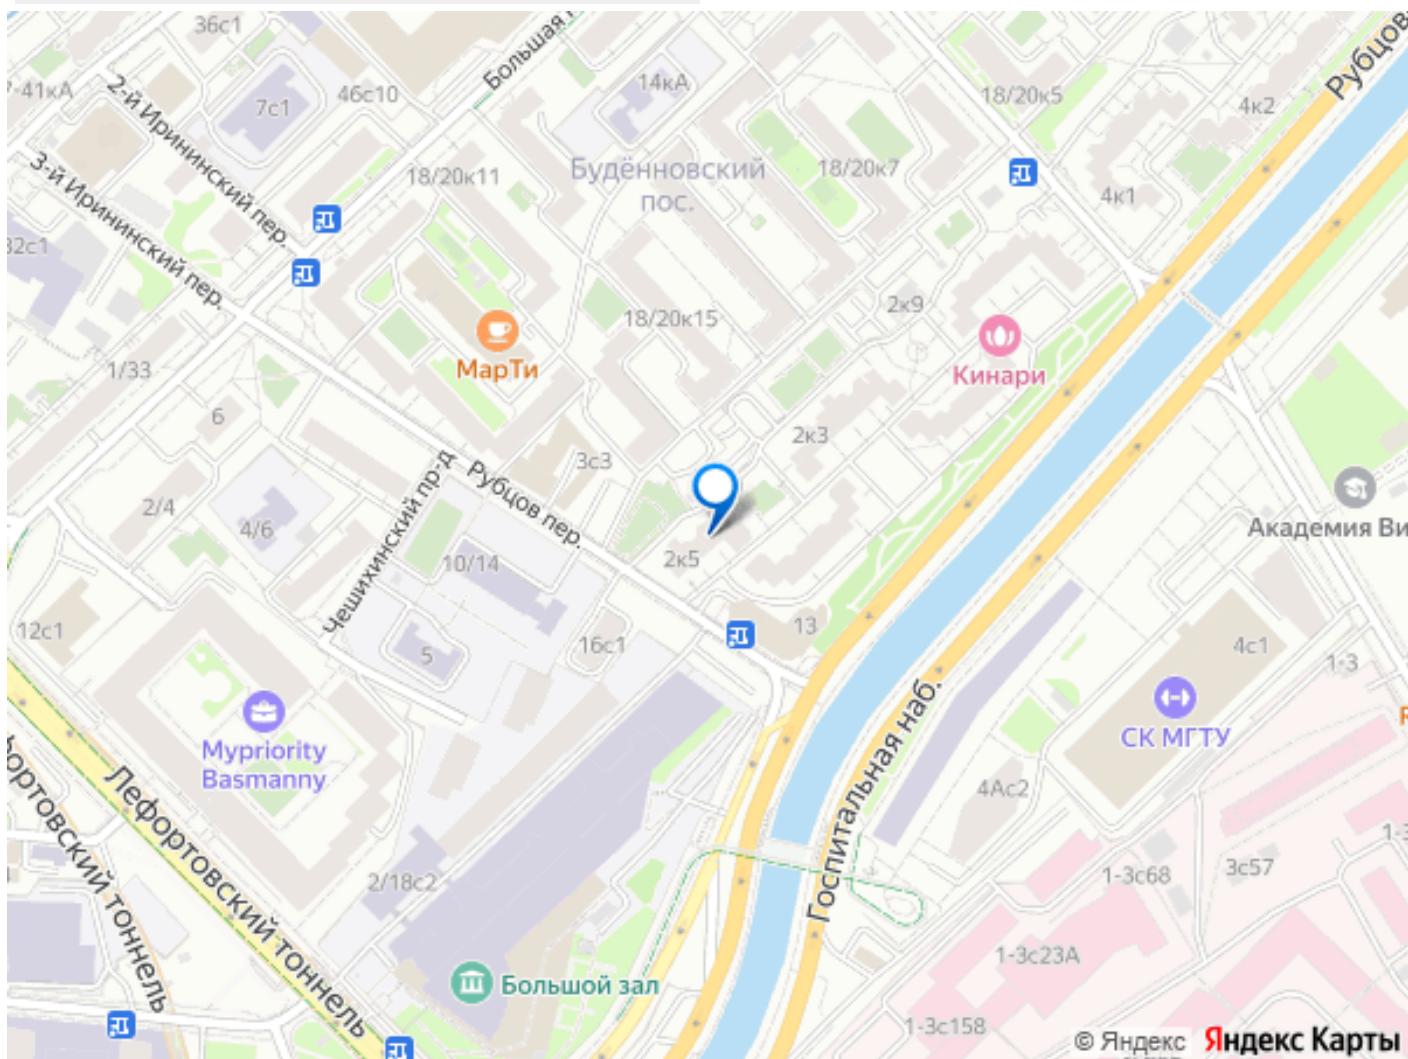 36с1
Большая
Рубцов
-41кА
2-й Ирининский пер.
7с1
46с10
14кА
18/20к5
4к2
3-й Ирининский пер.
18/20к11
Будённовский
пос.
18/20к7
4к1
32с1
2к9
18/20к15
МарТи
Кинари
1/33
6
2к3
3с3
Рубцов пер.
Чешихинский пр-д
2/4
4/6
10/14
2к5
Академия Ви
12с1
5
16с1
13
4с1
1-3
Mypriority
Basmanny
СК МГТУ
Госпитальная наб.
4Ас2
Лефортовский тоннель
фортовский тоннель
2/18с2
1-3с68
3с57
1-3
1-3с23А
Большой зал
1-3с158
© Яндекс
Яндекс Карты